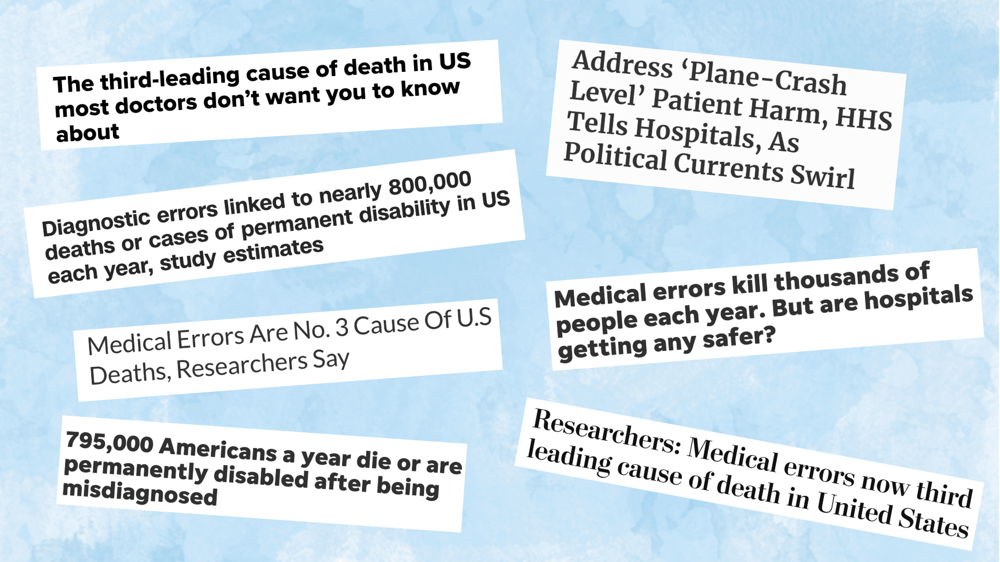 The third-leading cause of death in US
most doctors don’t want you to know
about
Diagnostic errors linked to nearly 800,000
deaths or cases of permanent disability in US
each year, study estimates
Medical Errors Are No. 3 Cause Of U.S
Deaths, Researchers Say
795,000 Americans a year die or are
permanently disabled after being
misdiagnosed
Address ‘Plane-Crash
Level’ Patient Harm, HHS
Tells Hospitals, As
Political Currents Swirl
Medical errors kill thousands of
people each year. But are hospitals
getting any safer?
Researchers: Medical errors now third
leading cause of death in United States